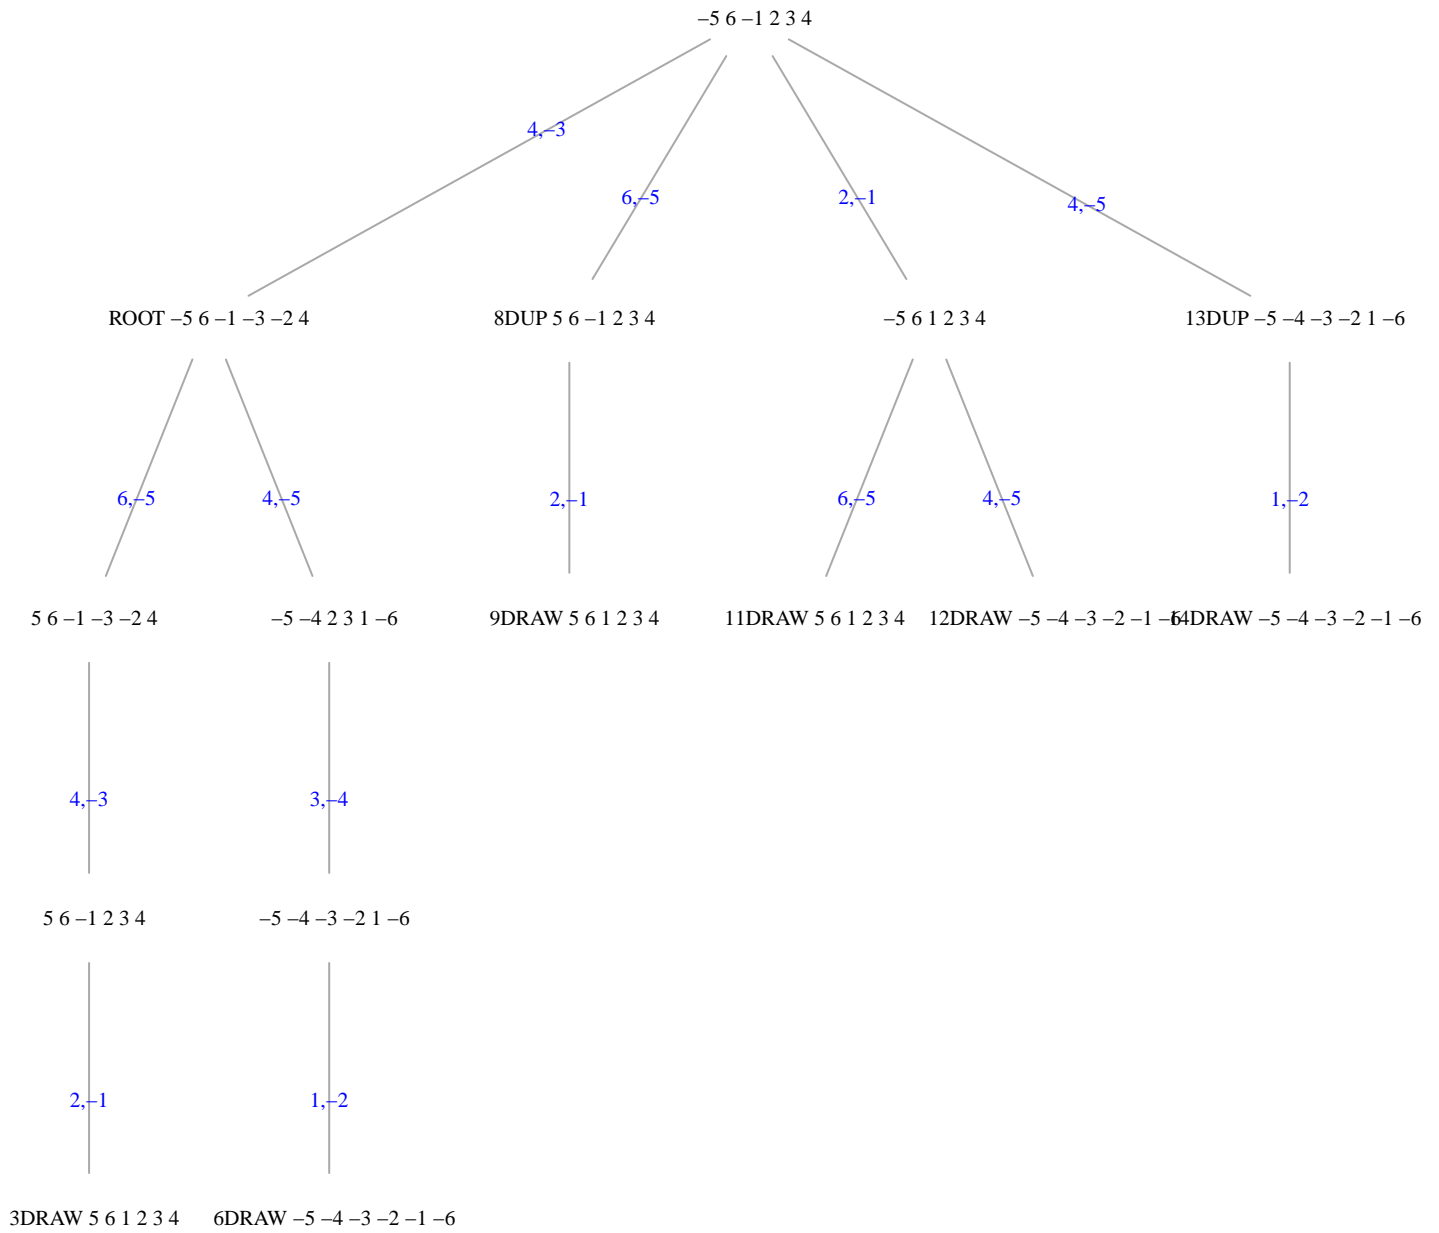 –5 6 –1 2 3 4
4,–3
6,–5
2,–1
4,–5
ROOT –5 6 –1 –3 –2 4
8DUP 5 6 –1 2 3 4
–5 6 1 2 3 4
13DUP –5 –4 –3 –2 1 –6
6,–5
4,–5
2,–1
6,–5
4,–5
1,–2
5 6 –1 –3 –2 4
–5 –4 2 3 1 –6
9DRAW 5 6 1 2 3 4
11DRAW 5 6 1 2 3 4
12DRAW –5 –4 –3 –2 –1 –6
14DRAW –5 –4 –3 –2 –1 –6
4,–3
3,–4
5 6 –1 2 3 4
–5 –4 –3 –2 1 –6
2,–1
1,–2
3DRAW 5 6 1 2 3 4
6DRAW –5 –4 –3 –2 –1 –6